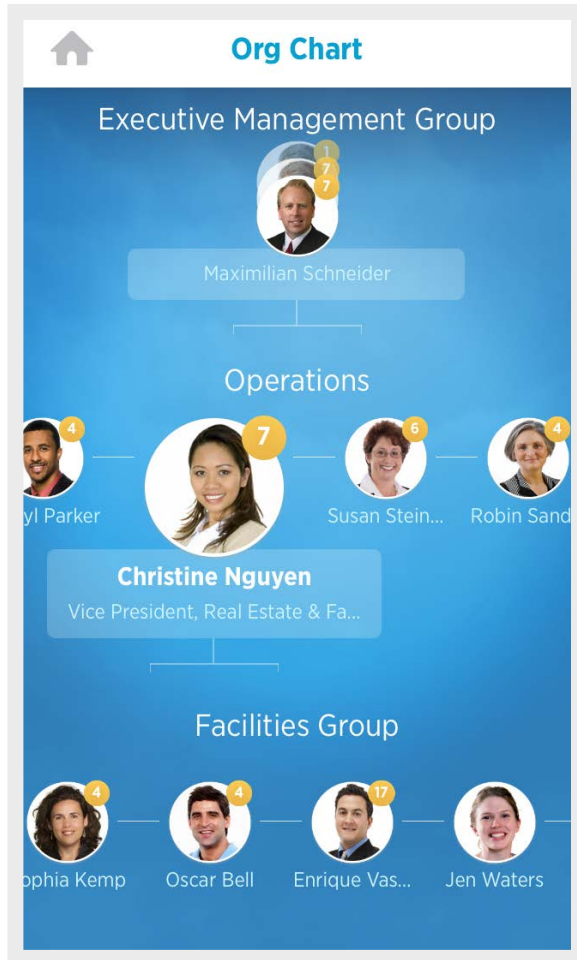 Org Chart
Executive Management Group
1
7
7
Maximilian Schneider
Operations
4
7
6
4
yl Parker
Susan Stein...
Robin Sand
Christine Nguyen
Vice President, Real Estate & Fa...
Facilities Group
4
4
17
ophia Kemp
Oscar Bell
Enrique Vas...
Jen Waters